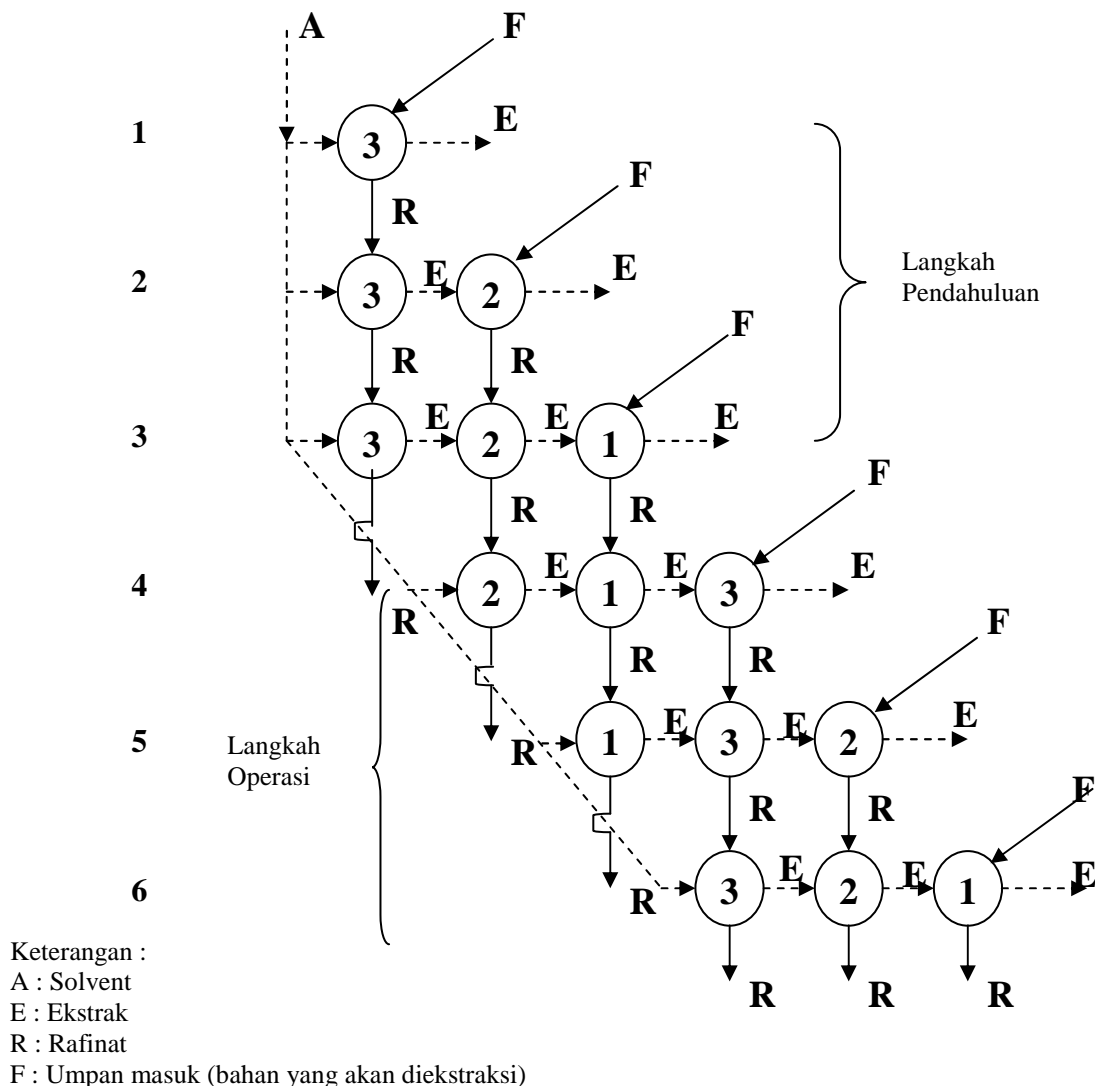 A F
1 3 E
F
R
2 3 E 2 E
Langkah
Pendahuluan
R R F
3 3 E 2 E 1 E
F
R R
4 2 E 1 E 3 E
R
F
R R
5 R 1 E 3 E 2 E
Langkah
Operasi
R R F
6 R 3 E 2 E 1 E
Keterangan :
A : Solvent
R R R
E : Ekstrak
R : Rafinat
F : Umpan masuk (bahan yang akan diekstraksi)